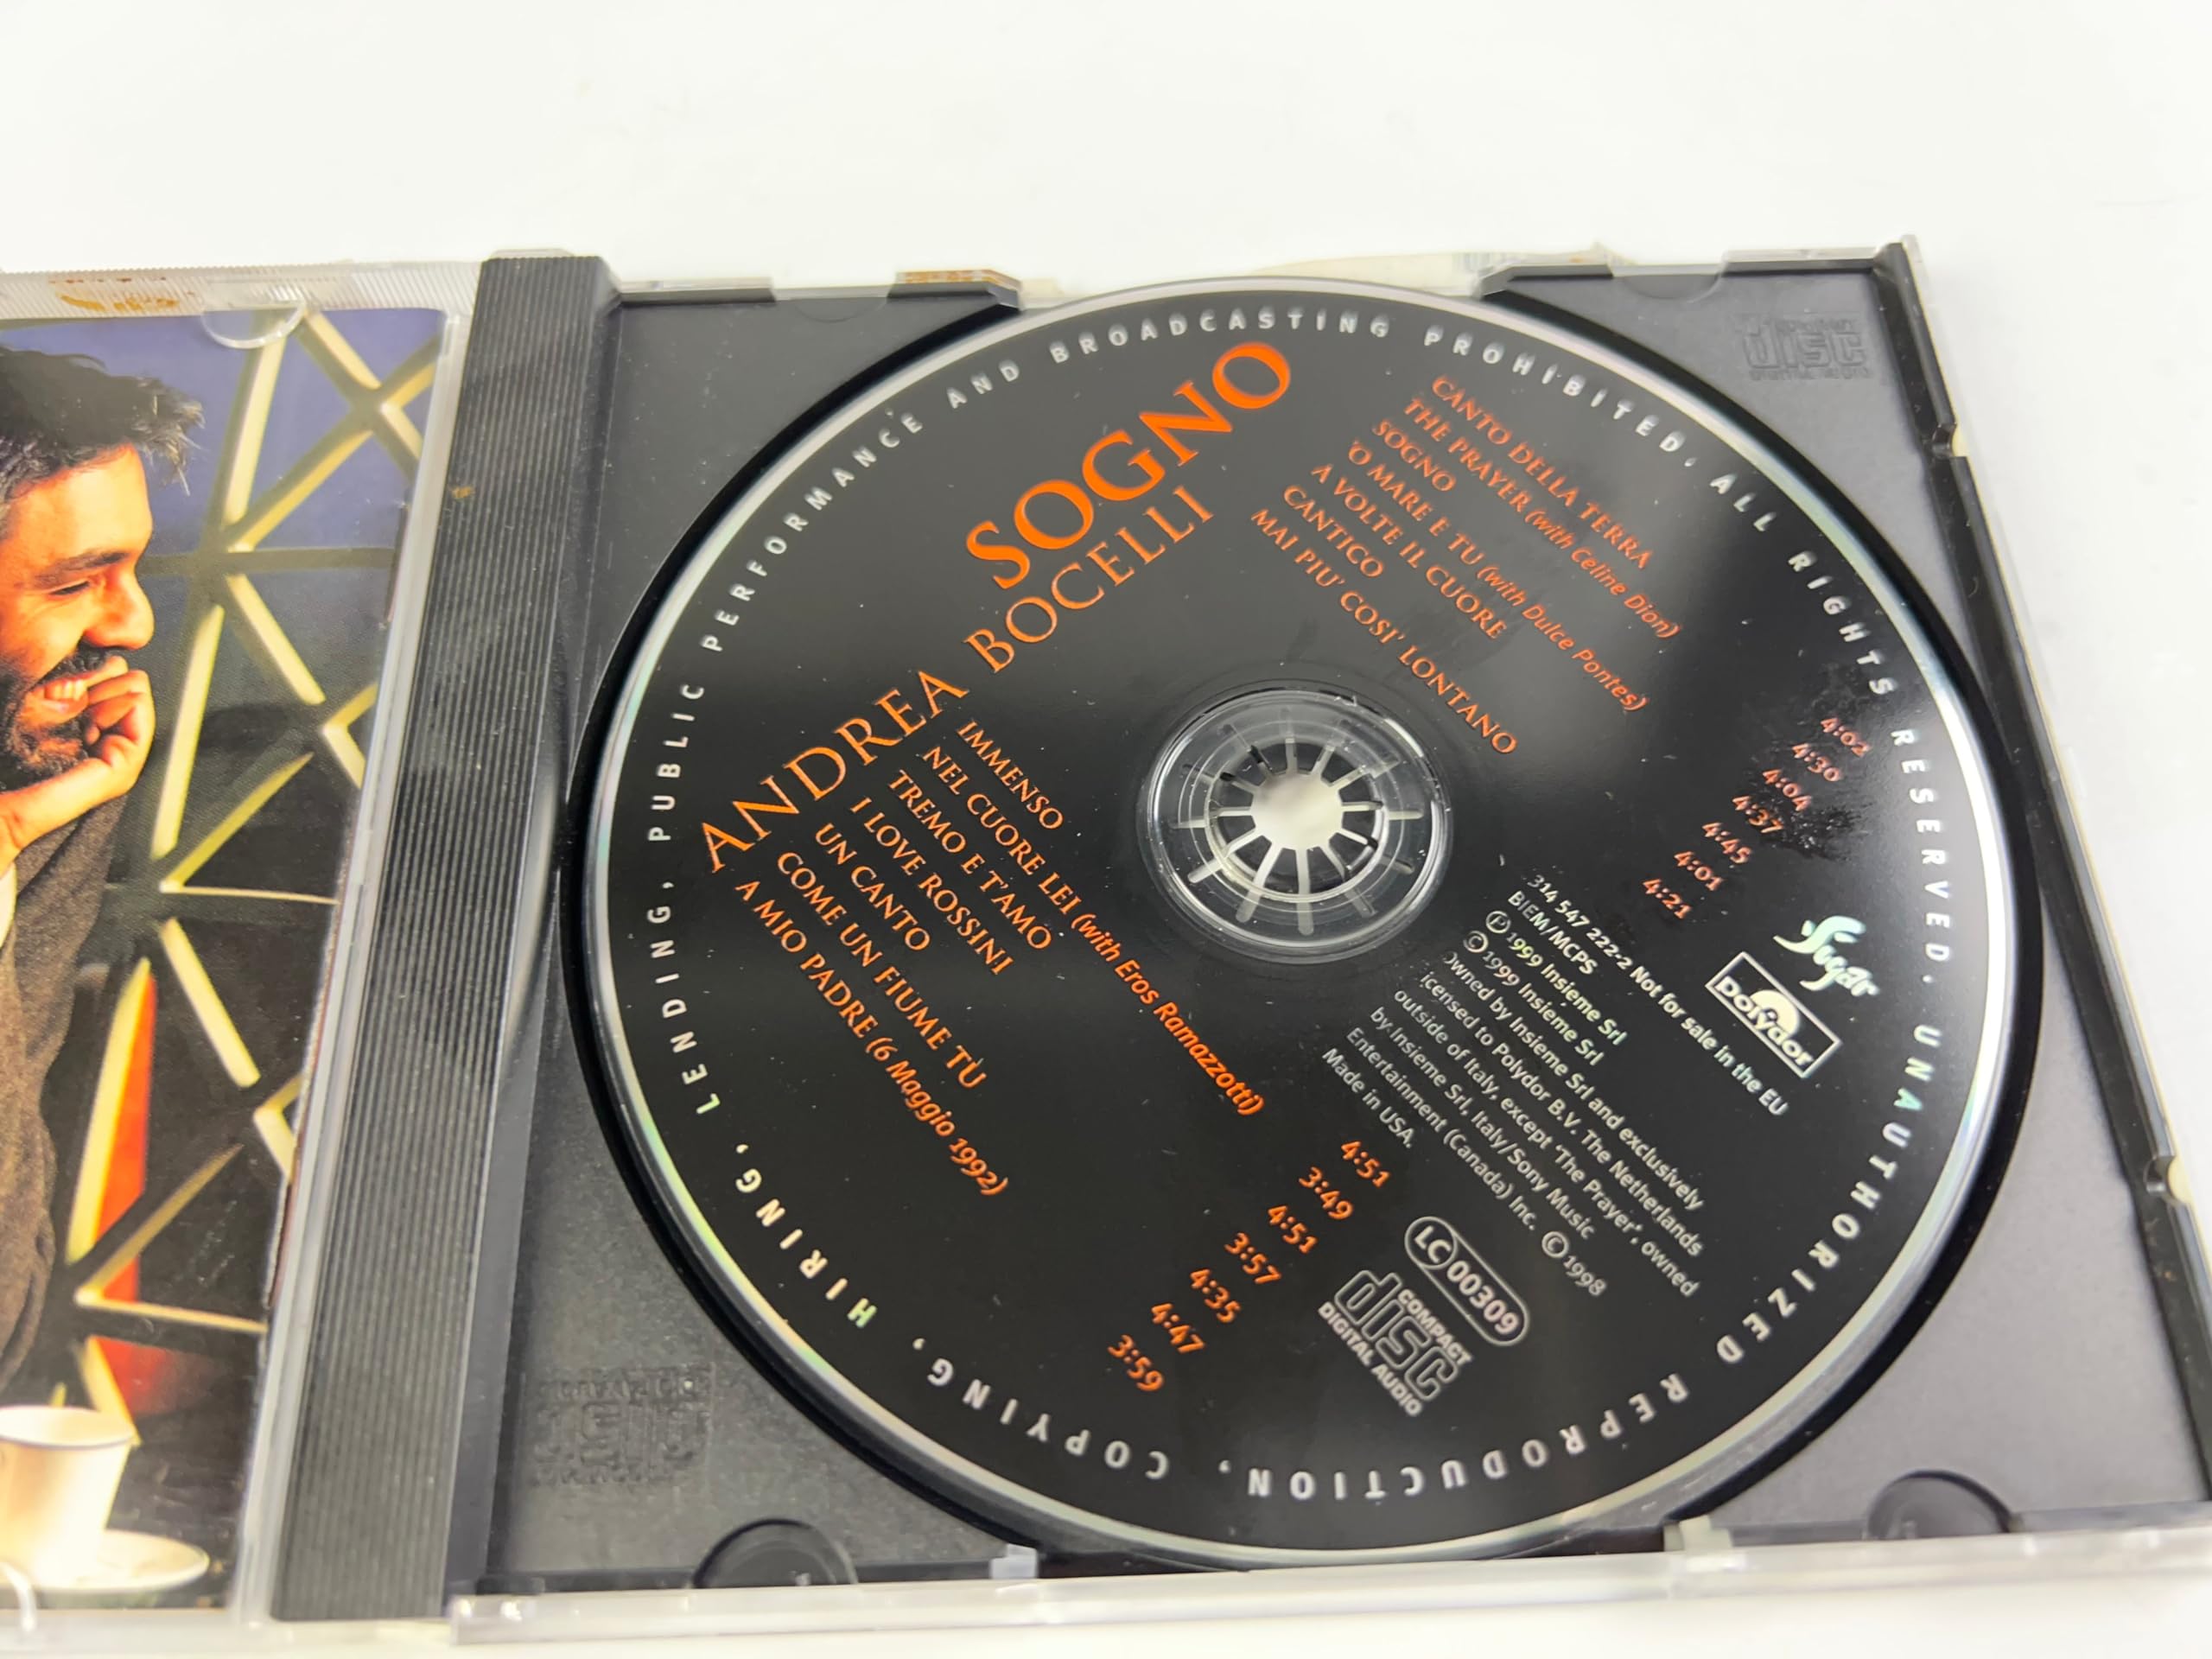 SOGNO
ANDREA BOCELLI
CANTO DELLA TERRA 4:02
THE PRAYER (with Celine Dion) 4:30
SOGNO 4:04
'O MARE E TU (with Dulce Pontes) 4:37
A VOLTE IL CUORE 4:45
CANTICO 4:01
MAI PIU' COSI' LONTANO 4:21
IMMENSO 4:51
NEL CUORE LEI (with Eros Ramazzotti) 3:49
TREMO E T'AMO 4:51
I LOVE ROSSINI 3:57
UN CANTO 4:35
COME UN FIUME TÙ 4:47
A MIO PADRE (6 Maggio 1992) 3:59
Sugar
Polydor
314 547 222-2 Not for sale in the EU
BIEM/MCPS
Ⓟ1999 Insieme Srl
©1999 Insieme Srl
Owned by Insieme Srl and exclusively
licensed to Polydor B.V. The Netherlands
outside of Italy, except 'The Prayer', owned
by Insieme Srl, Italy/Sony Music
Entertainment (Canada) Inc. ©1998
Made in USA.
LC 00309
COMPACT
disc
DIGITAL AUDIO
ALL RIGHTS RESERVED. UNAUTHORIZED REPRODUCTION, COPYING, HIRING, LENDING, PUBLIC PERFORMANCE AND BROADCASTING PROHIBITED.
disc